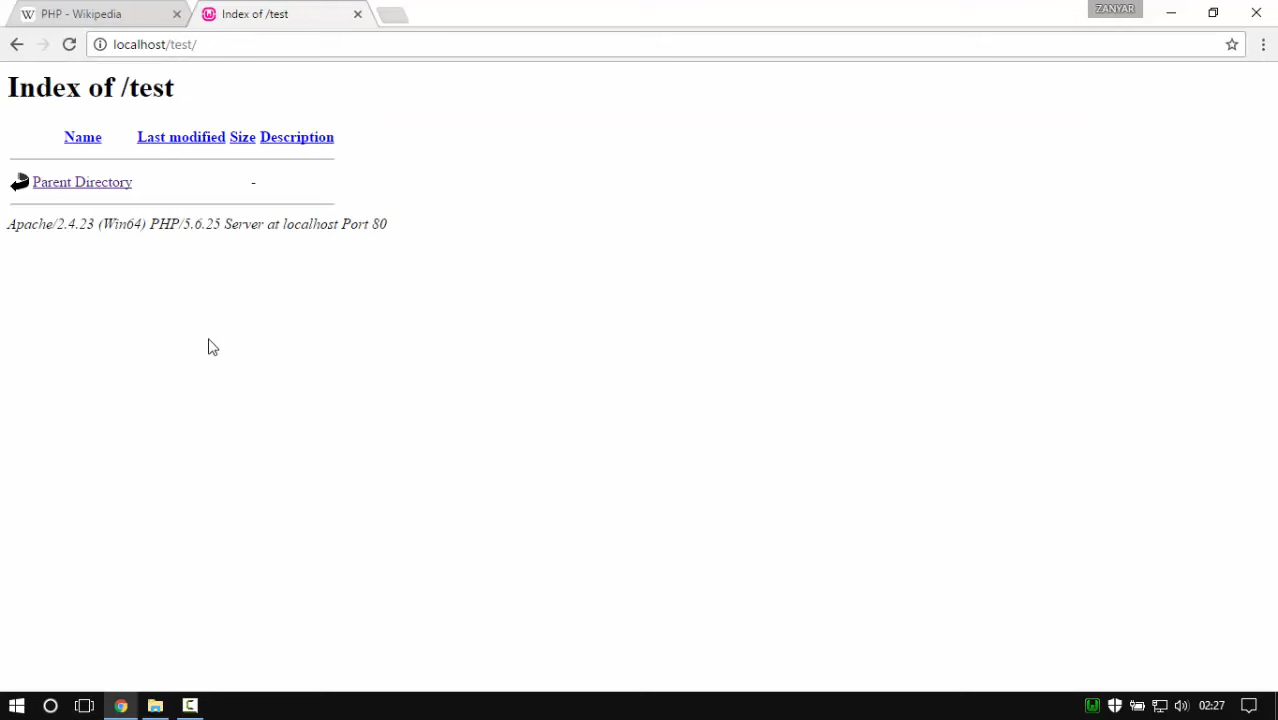 W PHP - Wikipedia
Index of /test
ZANYAR
localhost/test/
Index of /test
Name Last modified Size Description
Parent Directory -
Apache/2.4.23 (Win64) PHP/5.6.25 Server at localhost Port 80
02:27